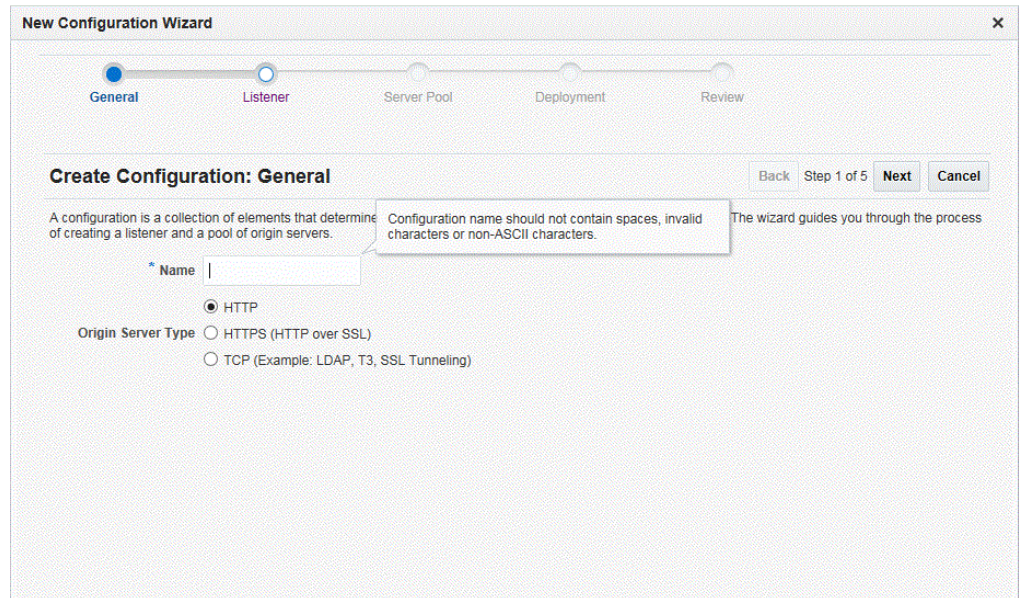 New Configuration Wizard
General
Listener
Server Pool
Deployment
Review
Create Configuration: General
Back Step 1 of 5 Next Cancel
A configuration is a collection of elements that determine
The wizard guides you through the process
of creating a listener and a pool of origin servers.
Configuration name should not contain spaces, invalid
characters or non-ASCII characters.
* Name
HTTP
Origin Server Type
HTTPS (HTTP over SSL)
TCP (Example: LDAP, T3, SSL Tunneling)